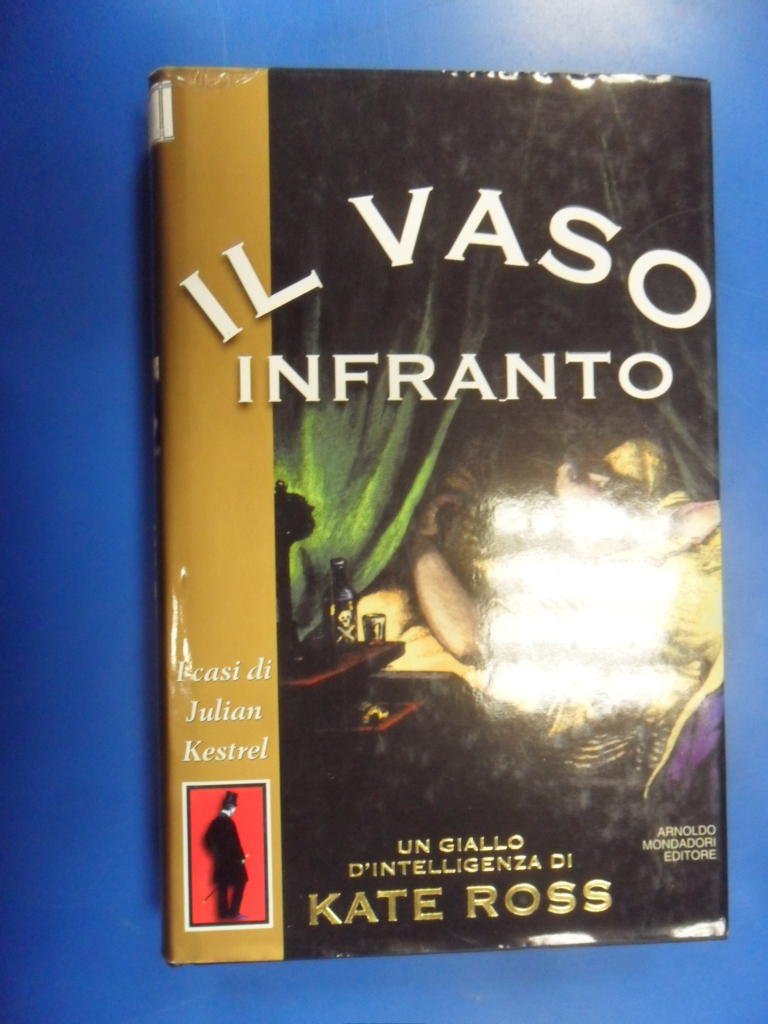 IL VASO
INFRANTO
I casi di
Julian
Kestrel
UN GIALLO
D'INTELLIGENZA DI
KATE ROSS
ARNOLDO
MONDADORI
EDITORE